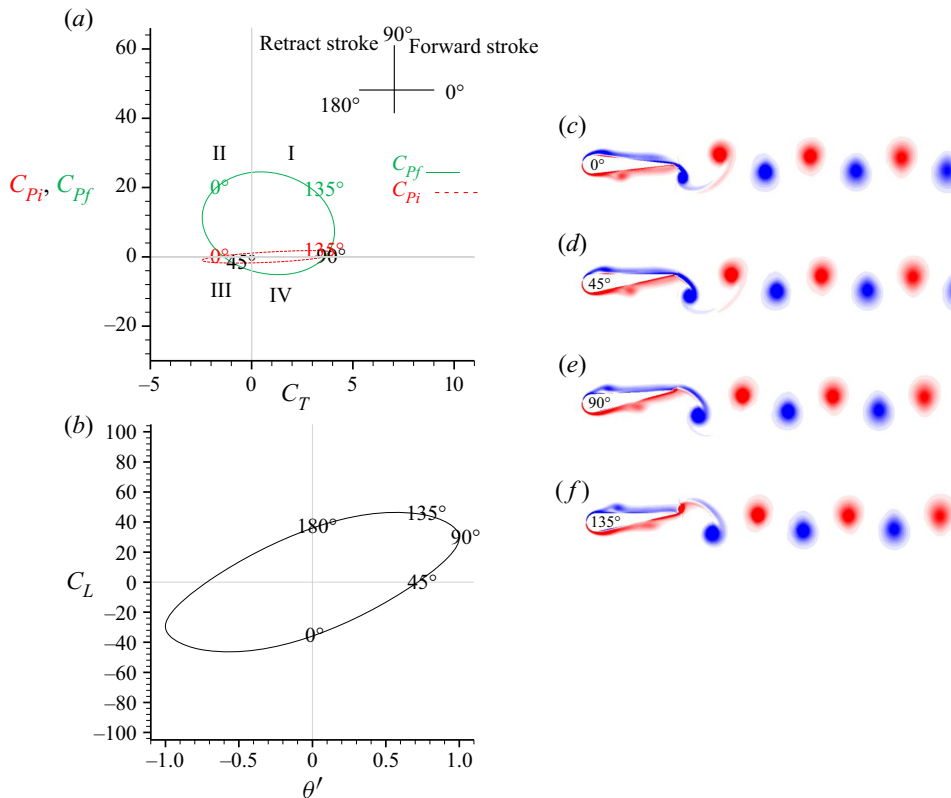 (a)
60
40
20
0
–20
–5
0
5
10
C_T
C_Pi, C_Pf
Retract stroke
90°
Forward stroke
180°
0°
II
I
III
IV
C_Pf
C_Pi
0°
135°
0°
135°
45°
90°
(b)
100
80
60
40
20
0
–20
–40
–60
–80
–100
–1.0
–0.5
0
0.5
1.0
C_L
θ′
180°
135°
90°
45°
0°
(c)
0°
(d)
45°
(e)
90°
(f)
135°